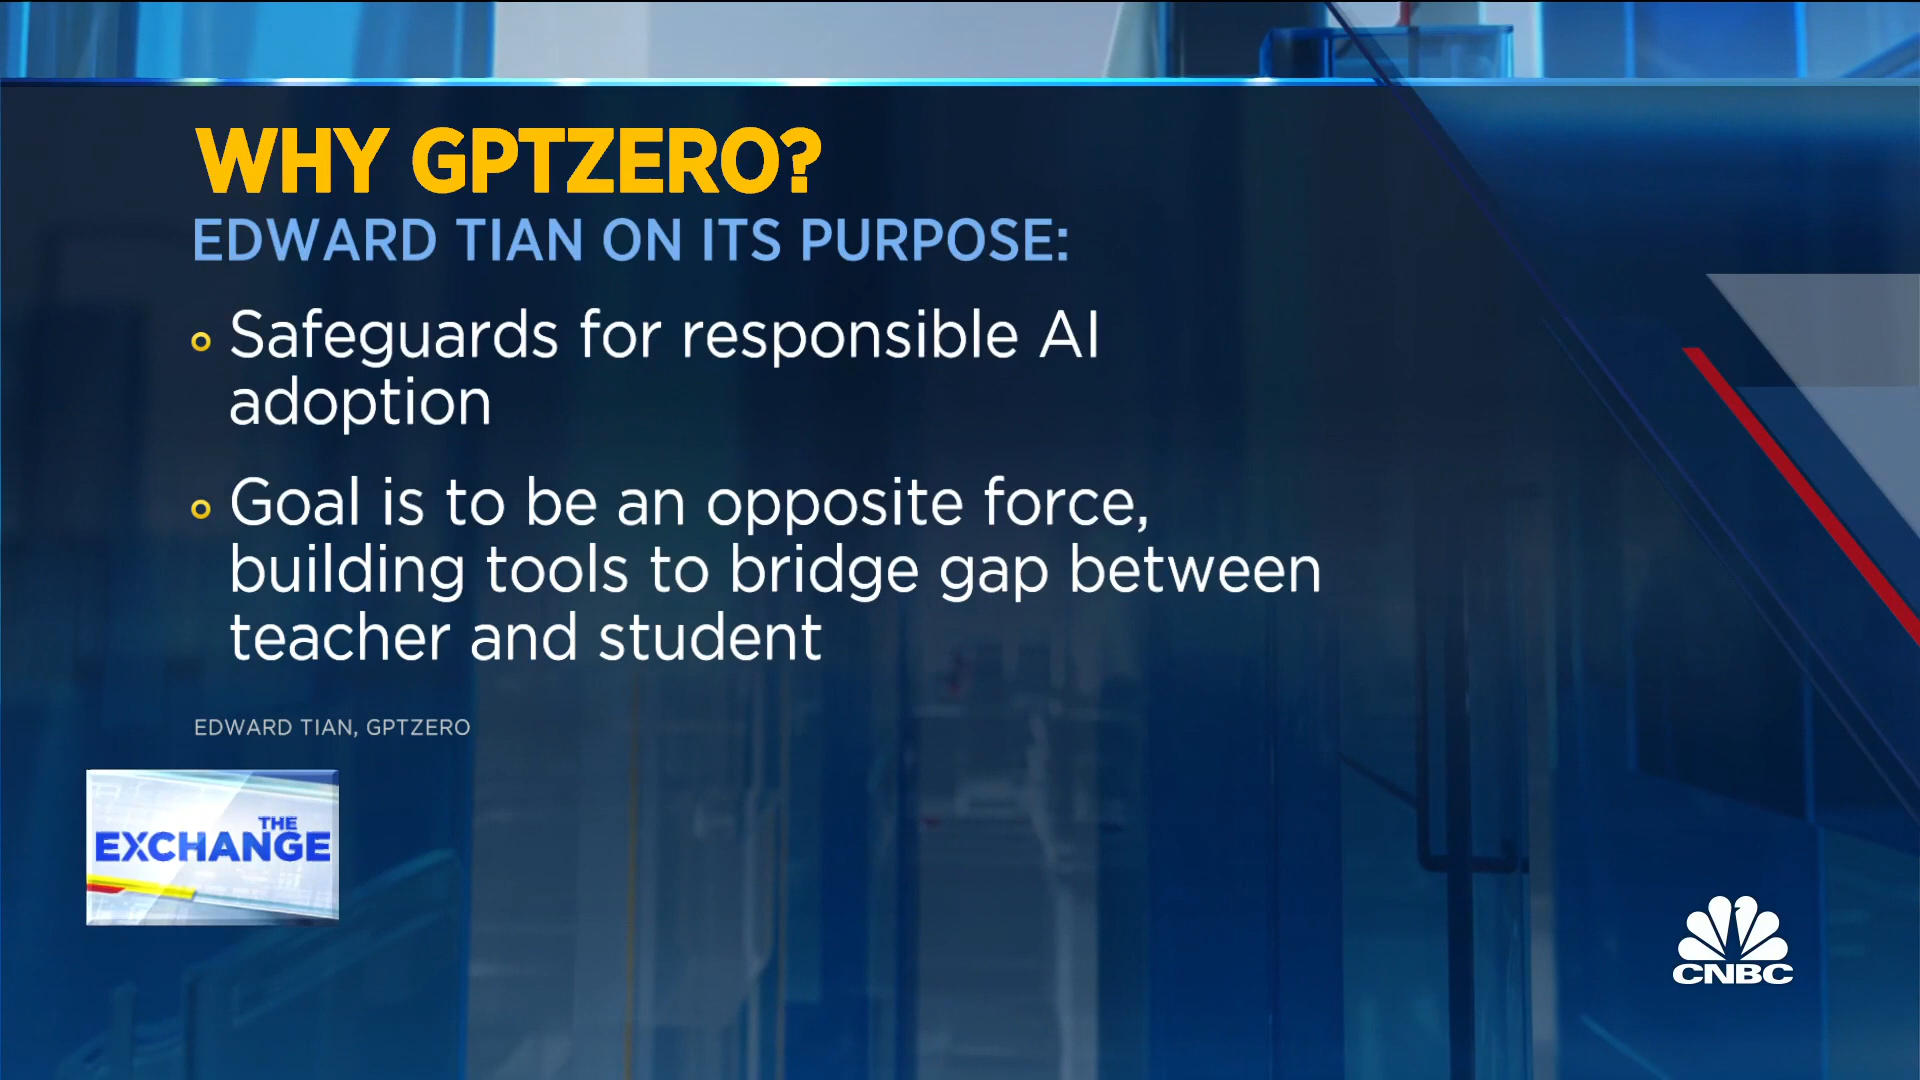 WHY GPTZERO?
EDWARD TIAN ON ITS PURPOSE:
Safeguards for responsible AI
adoption
Goal is to be an opposite force,
building tools to bridge gap between
teacher and student
EDWARD TIAN, GPTZERO
THE
EXCHANGE
CNBC